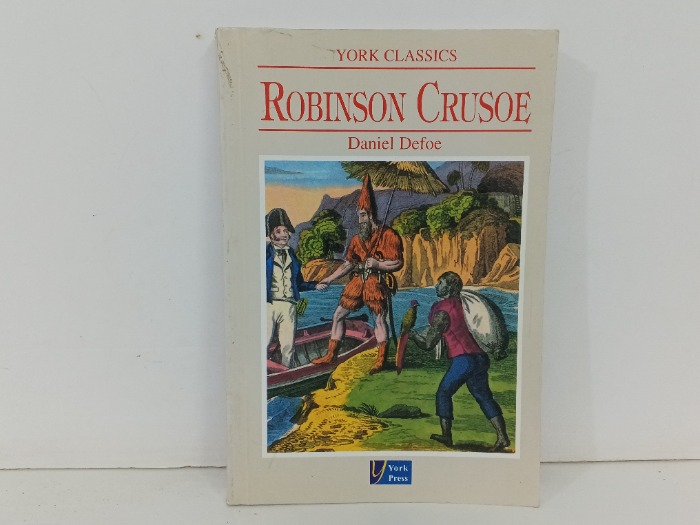 YORK CLASSICS
ROBINSON CRUSOE
Daniel Defoe
York
Press